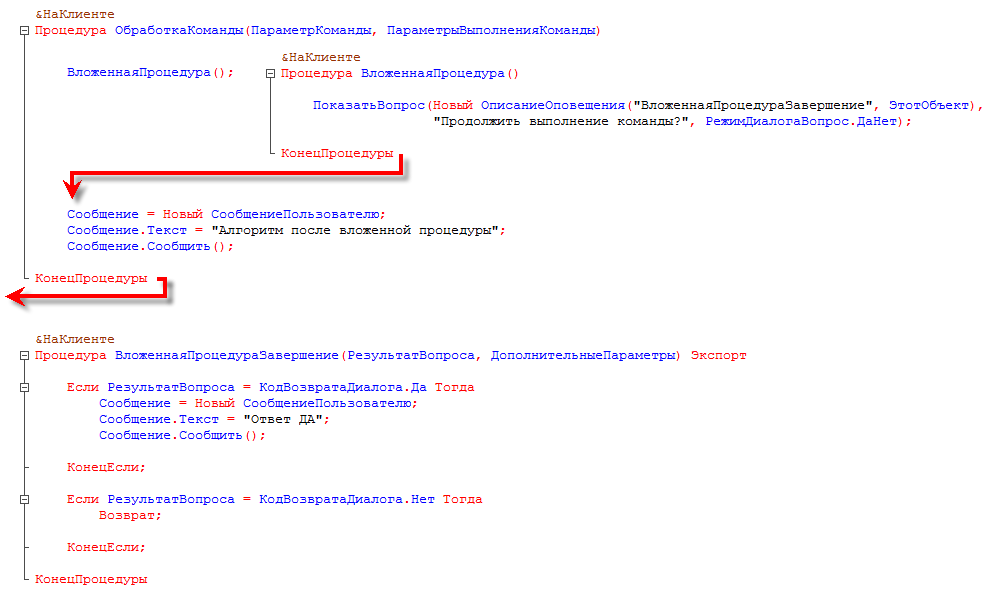 &НаКлиенте
Процедура ОбработкаКоманды(ПараметрКоманды, ПараметрыВыполненияКоманды)
ВложеннаяПроцедура();
&НаКлиенте
Процедура ВложеннаяПроцедура()
ПоказатьВопрос(Новый ОписаниеОповещения("ВложеннаяПроцедураЗавершение", ЭтотОбъект),
"Продолжить выполнение команды?", РежимДиалогаВопрос.ДаНет);
КонецПроцедуры
Сообщение = Новый СообщениеПользователю;
Сообщение.Текст = "Алгоритм после вложенной процедуры";
Сообщение.Сообщить();
КонецПроцедуры
&НаКлиенте
Процедура ВложеннаяПроцедураЗавершение(РезультатВопроса, ДополнительныеПараметры) Экспорт
Если РезультатВопроса = КодВозвратаДиалога.Да Тогда
Сообщение = Новый СообщениеПользователю;
Сообщение.Текст = "Ответ ДА";
Сообщение.Сообщить();
КонецЕсли;
Если РезультатВопроса = КодВозвратаДиалога.Нет Тогда
Возврат;
КонецЕсли;
КонецПроцедуры